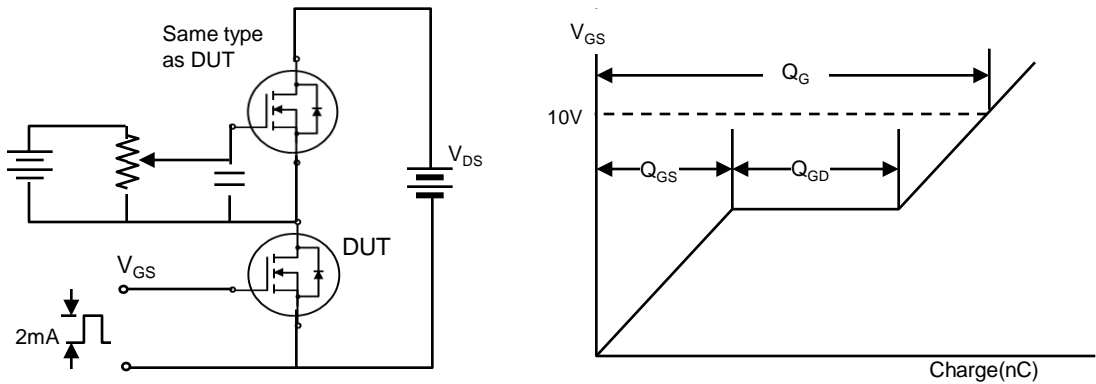 Same type
as DUT
V_DS
DUT
V_GS
2mA
V_GS
Q_G
10V
Q_GS
Q_GD
Charge(nC)